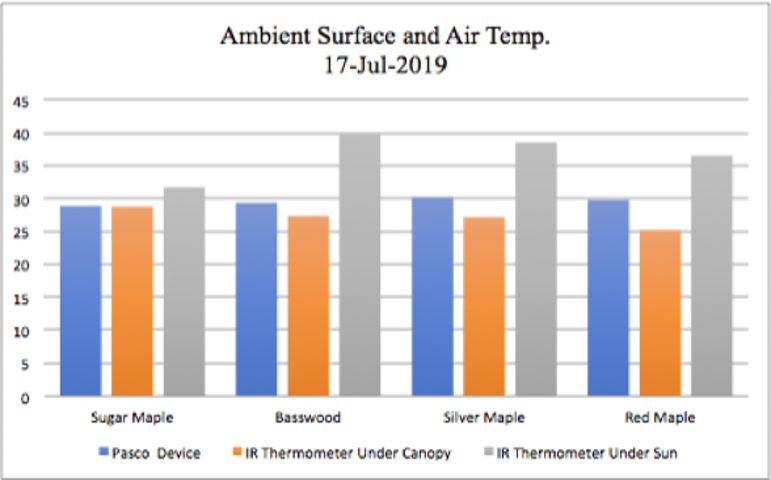 Ambient Surface and Air Temp.
17-Jul-2019
45
40
35
30
25
20
15
10
5
0
Sugar Maple Basswood Silver Maple Red Maple
Pasco Device IR Thermometer Under Canopy IR Thermometer Under Sun